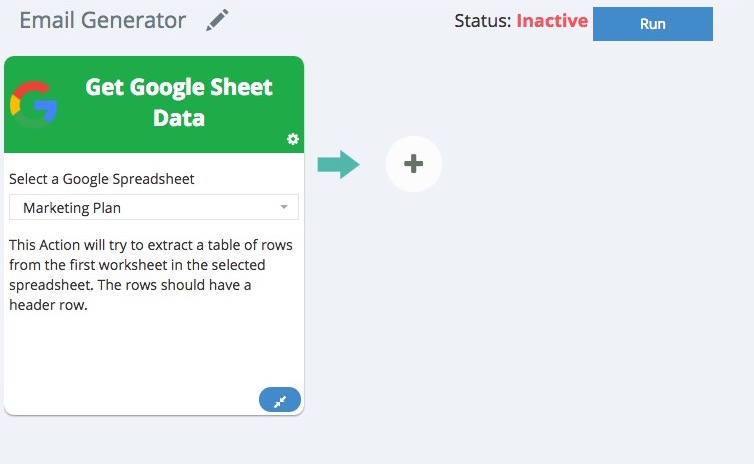 Email Generator
Status: Inactive
Run
Get Google Sheet
Data
Select a Google Spreadsheet
Marketing Plan
This Action will try to extract a table of rows
from the first worksheet in the selected
spreadsheet. The rows should have a
header row.